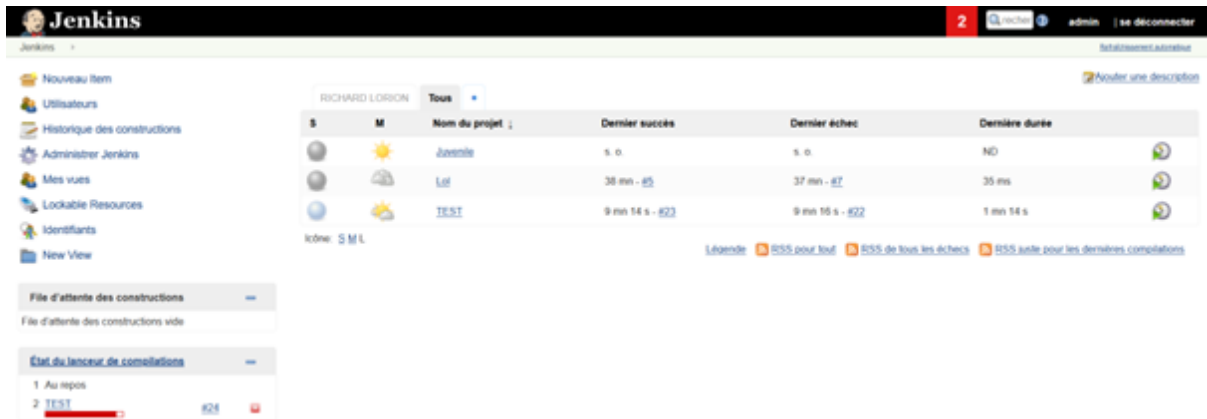 Jenkins
2 recher admin | se déconnecter
Jenkins
Ajouter une description
Nouveau Item
Utilisateurs
Historique des constructions
Administrer Jenkins
Mes vues
Lockable Resources
Identifiants
New View
RICHARD LORION Tous +
S M Nom du projet ↓ Dernier succès Dernier échec Dernière durée
Juvenile s. o. s. o. ND
Lol 38 mn - #5 37 mn - #7 35 ms
TEST 9 mn 14 s - #23 9 mn 16 s - #22 1 mn 14 s
Icône: S M L
Légende RSS pour tout RSS de tous les échecs RSS juste pour les dernières compilations
File d'attente des constructions
File d'attente des constructions vide
État du lanceur de compilations
1 Au repos
2 TEST #24